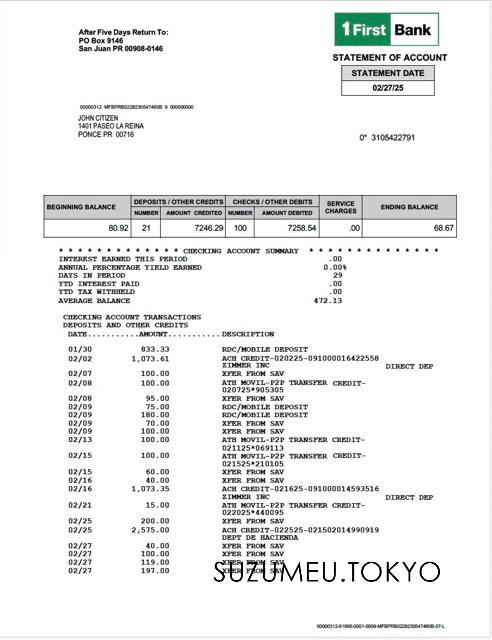 After Five Days Return To:
PO Box 9146
San Juan PR 00908-0146
1 First Bank
STATEMENT OF ACCOUNT
STATEMENT DATE
02/27/25
00000312 MFBPRB0228230547460B 9 000000000
JOHN CITIZEN
1401 PASEO LA REINA
PONCE PR 00716
0* 3105422791
BEGINNING BALANCE DEPOSITS / OTHER CREDITS CHECKS / OTHER DEBITS SERVICE CHARGES ENDING BALANCE
NUMBER AMOUNT CREDITED NUMBER AMOUNT DEBITED
80.92 21 7246.29 100 7258.54 .00 68.67
* * * * * * * * * * * * * CHECKING ACCOUNT SUMMARY * * * * * * * * * * * * * *
INTEREST EARNED THIS PERIOD .00
ANNUAL PERCENTAGE YIELD EARNED 0.00%
DAYS IN PERIOD 29
YTD INTEREST PAID .00
YTD TAX WITHHELD .00
AVERAGE BALANCE 472.13
CHECKING ACCOUNT TRANSACTIONS
DEPOSITS AND OTHER CREDITS
DATE...........AMOUNT...........DESCRIPTION
01/30 833.33 RDC/MOBILE DEPOSIT
02/02 1,073.61 ACH CREDIT-020225-091000016422558
ZIMMER INC DIRECT DEP
02/07 100.00 XFER FROM SAV
02/08 100.00 ATH MOVIL-P2P TRANSFER CREDIT-
020725*905305
02/08 95.00 XFER FROM SAV
02/09 75.00 RDC/MOBILE DEPOSIT
02/09 180.00 RDC/MOBILE DEPOSIT
02/09 70.00 XFER FROM SAV
02/09 100.00 XFER FROM SAV
02/13 100.00 ATH MOVIL-P2P TRANSFER CREDIT-
021125*069113
02/15 100.00 ATH MOVIL-P2P TRANSFER CREDIT-
021525*210105
02/15 60.00 XFER FROM SAV
02/16 40.00 XFER FROM SAV
02/16 1,073.35 ACH CREDIT-021625-091000014593516
ZIMMER INC DIRECT DEP
02/21 15.00 ATH MOVIL-P2P TRANSFER CREDIT-
022025*440095
02/25 200.00 XFER FROM SAV
02/25 2,575.00 ACH CREDIT-022525-021502014990919
DEPT DE HACIENDA
02/27 40.00 XFER FROM SAV
02/27 100.00 XFER FROM SAV
02/27 119.00 XFER FROM SAV
02/27 197.00 XFER FROM SAV
SUZUMEU.TOKYO
00000312-61695-0001-0009-MFBPRB0228230547460B-07-L